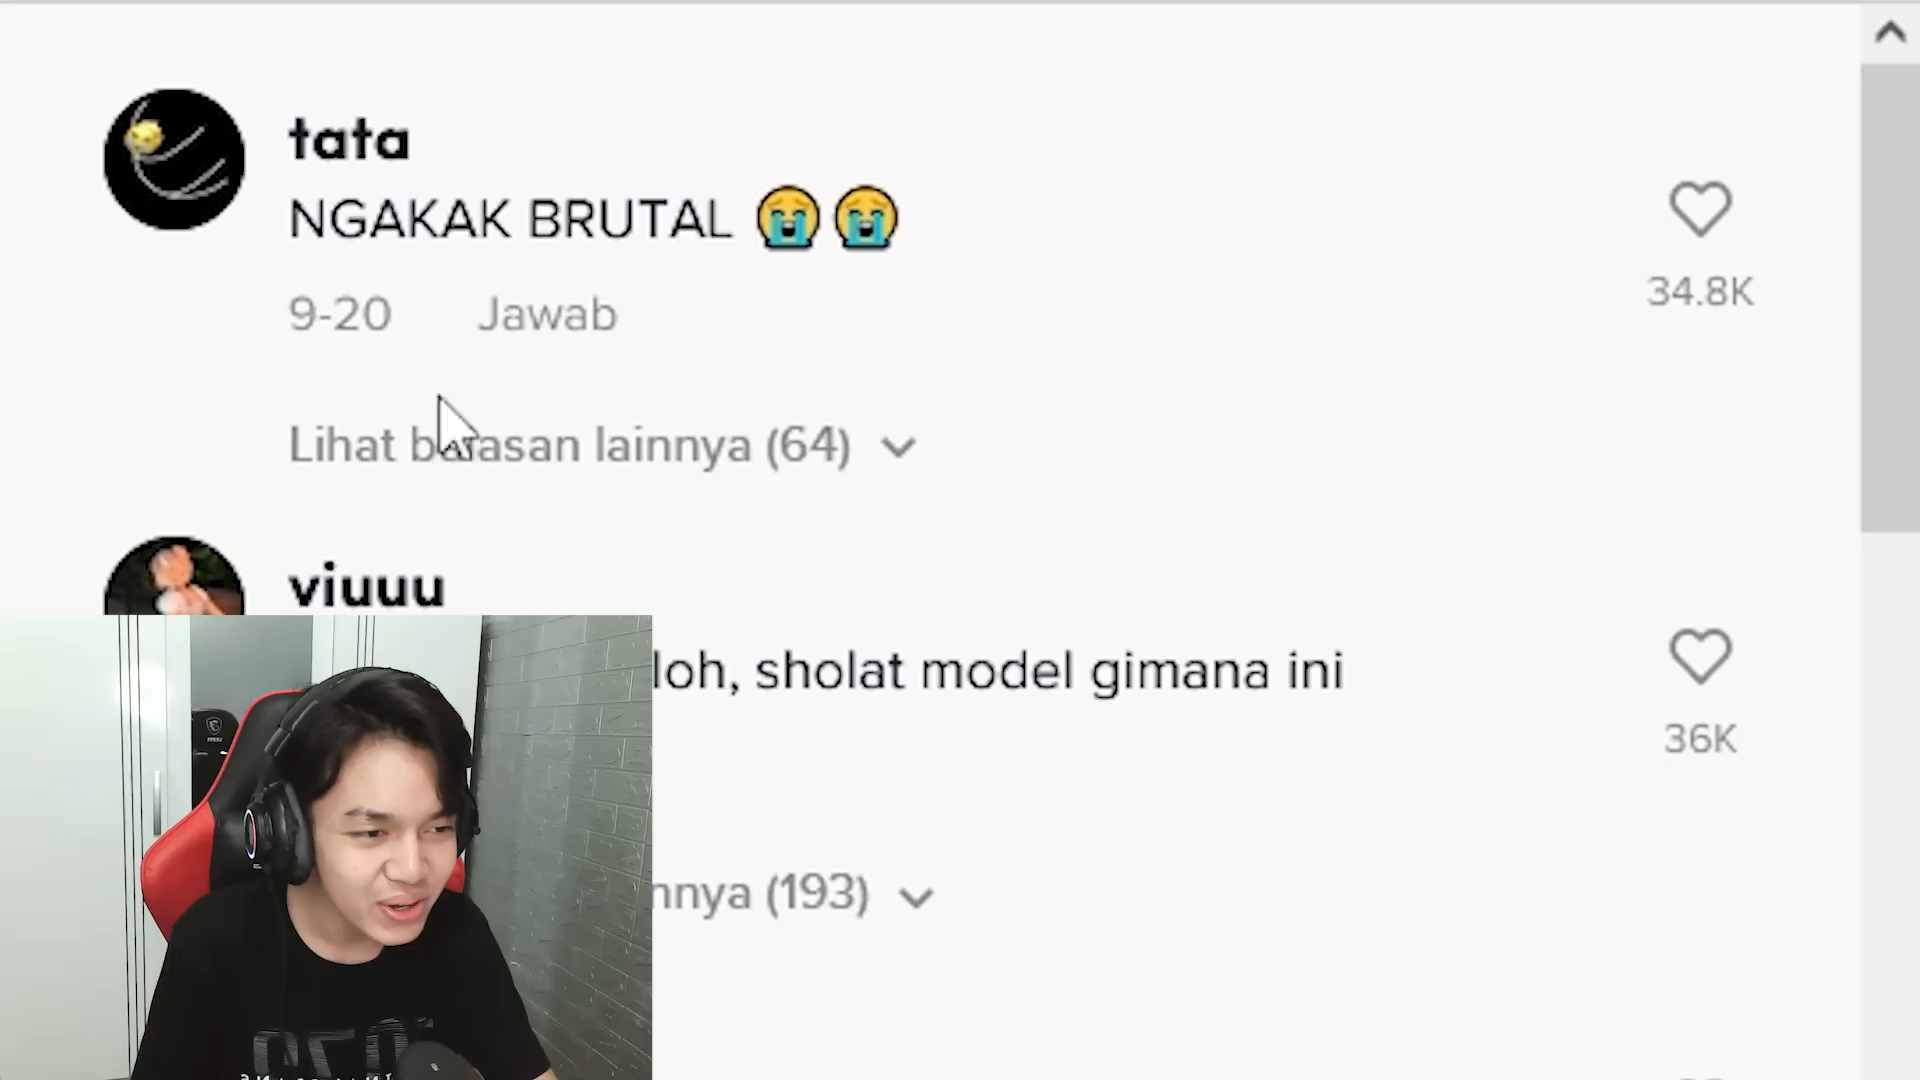 tata
NGAKAK BRUTAL 😭😭
34.8K
9-20 Jawab
Lihat balasan lainnya (64)
viuuu
loh, sholat model gimana ini
36K
(193)
msi